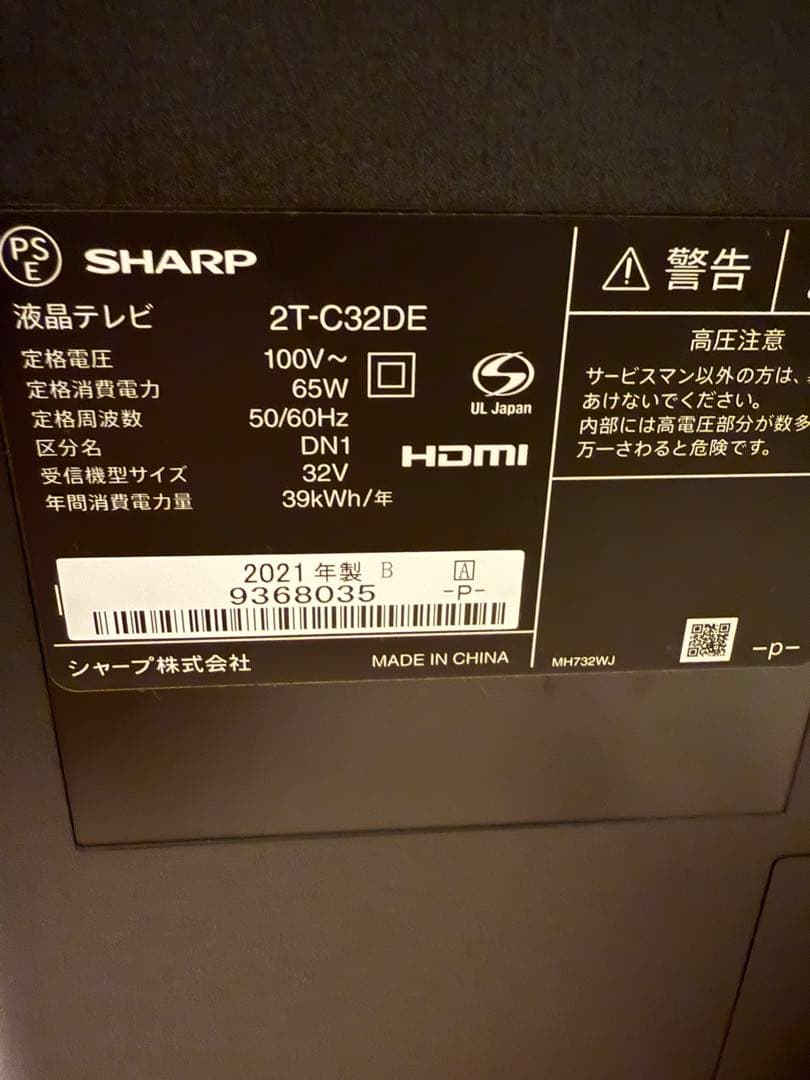 PSE
SHARP
液晶テレビ 2T-C32DE
定格電圧 100V～
定格消費電力 65W
定格周波数 50/60Hz
区分名 DN1
受信機型サイズ 32V
年間消費電力量 39kWh/年
UL Japan
HDMI
2021年製 B A
9368035 -P-
シャープ株式会社 MADE IN CHINA
⚠ 警告
高圧注意
サービスマン以外の方は、
あけないでください。
内部には高電圧部分が数多
万一さわると危険です。
MH732WJ -p-